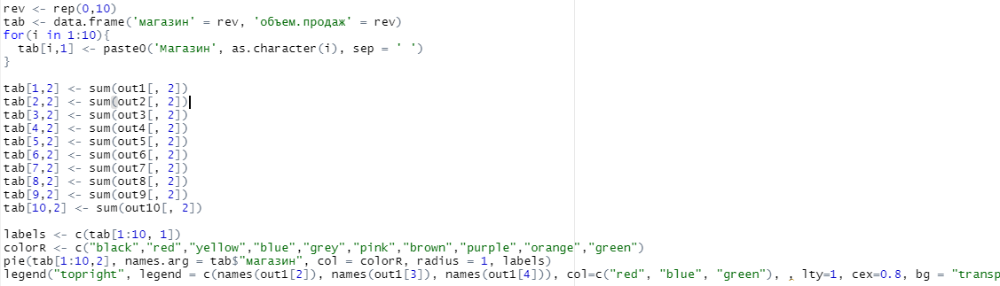 rev <- rep(0,10)
tab <- data.frame('магазин' = rev, 'объем.продаж' = rev)
for(i in 1:10){
  tab[i,1] <- paste0('Магазин', as.character(i), sep = ' ')
}
tab[1,2] <- sum(out1[, 2])
tab[2,2] <- sum(out2[, 2])
tab[3,2] <- sum(out3[, 2])
tab[4,2] <- sum(out4[, 2])
tab[5,2] <- sum(out5[, 2])
tab[6,2] <- sum(out6[, 2])
tab[7,2] <- sum(out7[, 2])
tab[8,2] <- sum(out8[, 2])
tab[9,2] <- sum(out9[, 2])
tab[10,2] <- sum(out10[, 2])
labels <- c(tab[1:10, 1])
colorR <- c("black","red","yellow","blue","grey","pink","brown","purple","orange","green")
pie(tab[1:10,2], names.arg = tab$"магазин", col = colorR, radius = 1, labels)
legend("topright", legend = c(names(out1[2]), names(out1[3]), names(out1[4])), col=c("red", "blue", "green"), , lty=1, cex=0.8, bg = "transp